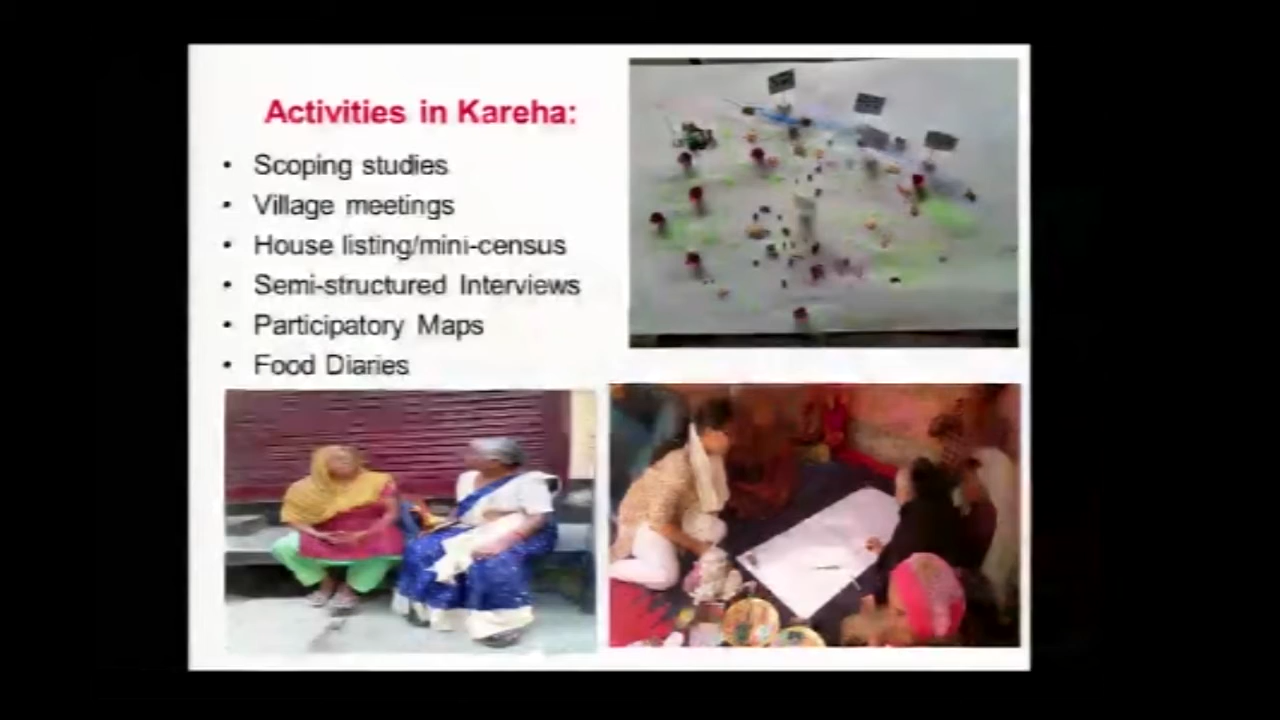 Activities in Kareha:
• Scoping studies
• Village meetings
• House listing/mini-census
• Semi-structured Interviews
• Participatory Maps
• Food Diaries